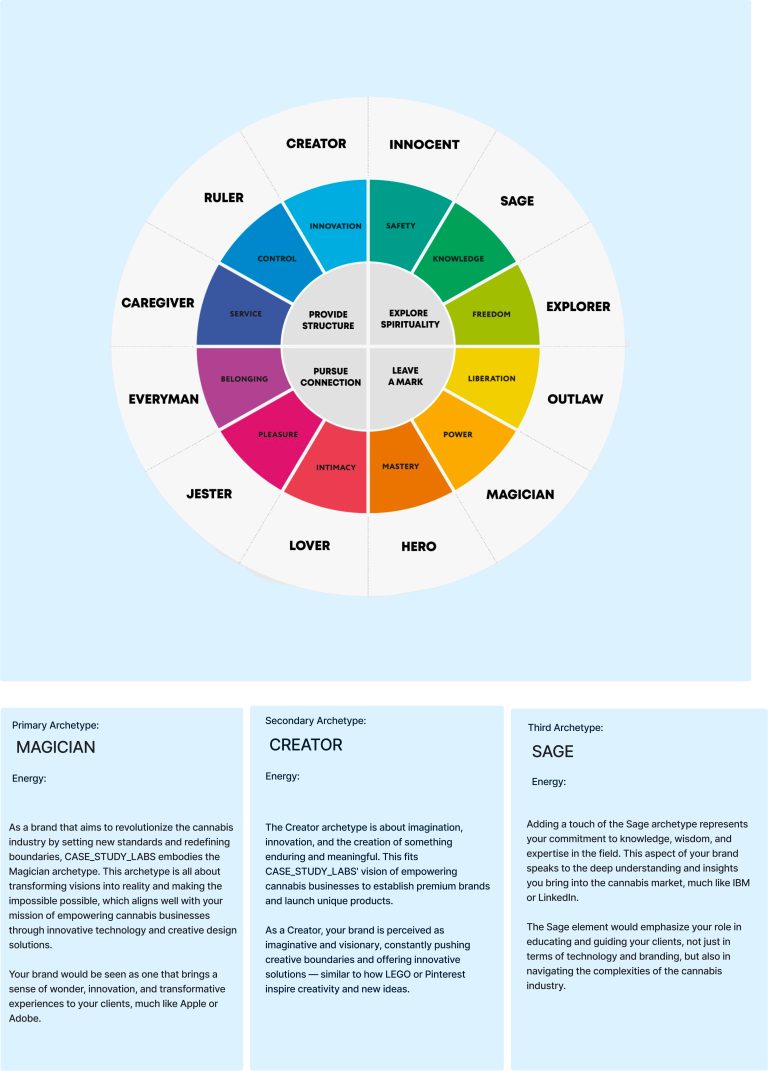 CREATOR
INNOCENT
RULER
SAGE
INNOVATION
SAFETY
CONTROL
KNOWLEDGE
CAREGIVER
EXPLORER
SERVICE
PROVIDE
STRUCTURE
EXPLORE
SPIRITUALITY
FREEDOM
EVERYMAN
BELONGING
PURSUE
CONNECTION
LEAVE
A MARK
LIBERATION
OUTLAW
PLEASURE
POWER
INTIMACY
MASTERY
JESTER
MAGICIAN
LOVER
HERO
Primary Archetype:
MAGICIAN
Energy:
As a brand that aims to revolutionize the cannabis
industry by setting new standards and redefining
boundaries, CASE_STUDY_LABS embodies the
Magician archetype. This archetype is all about
transforming visions into reality and making the
impossible possible, which aligns well with your
mission of empowering cannabis businesses
through innovative technology and creative design
solutions.
Your brand would be seen as one that brings a
sense of wonder, innovation, and transformative
experiences to your clients, much like Apple or
Adobe.
Secondary Archetype:
CREATOR
Energy:
The Creator archetype is about imagination,
innovation, and the creation of something
enduring and meaningful. This fits
CASE_STUDY_LABS' vision of empowering
cannabis businesses to establish premium brands
and launch unique products.
As a Creator, your brand is perceived as
imaginative and visionary, constantly pushing
creative boundaries and offering innovative
solutions — similar to how LEGO or Pinterest
inspire creativity and new ideas.
Third Archetype:
SAGE
Energy:
Adding a touch of the Sage archetype represents
your commitment to knowledge, wisdom, and
expertise in the field. This aspect of your brand
speaks to the deep understanding and insights
you bring into the cannabis market, much like IBM
or LinkedIn.
The Sage element would emphasize your role in
educating and guiding your clients, not just in
terms of technology and branding, but also in
navigating the complexities of the cannabis
industry.